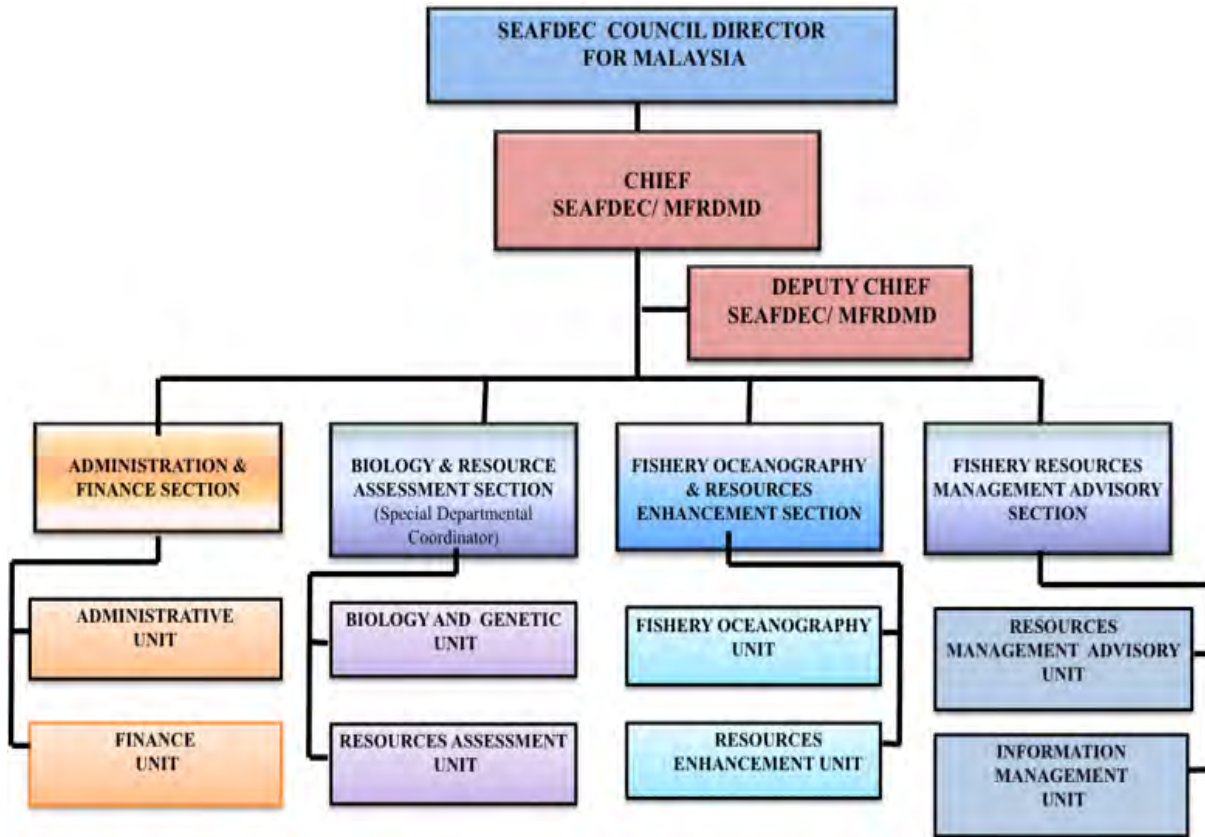 SEAFDEC COUNCIL DIRECTOR
FOR MALAYSIA
CHIEF
SEAFDEC/ MFRDMD
DEPUTY CHIEF
SEAFDEC/ MFRDMD
ADMINISTRATION &
FINANCE SECTION
BIOLOGY & RESOURCE
ASSESSMENT SECTION
(Special Departmental
Coordinator)
FISHERY OCEANOGRAPHY
& RESOURCES
ENHANCEMENT SECTION
FISHERY RESOURCES
MANAGEMENT ADVISORY
SECTION
ADMINISTRATIVE
UNIT
BIOLOGY AND GENETIC
UNIT
FISHERY OCEANOGRAPHY
UNIT
RESOURCES
MANAGEMENT ADVISORY
UNIT
FINANCE
UNIT
RESOURCES ASSESSMENT
UNIT
RESOURCES
ENHANCEMENT UNIT
INFORMATION
MANAGEMENT
UNIT